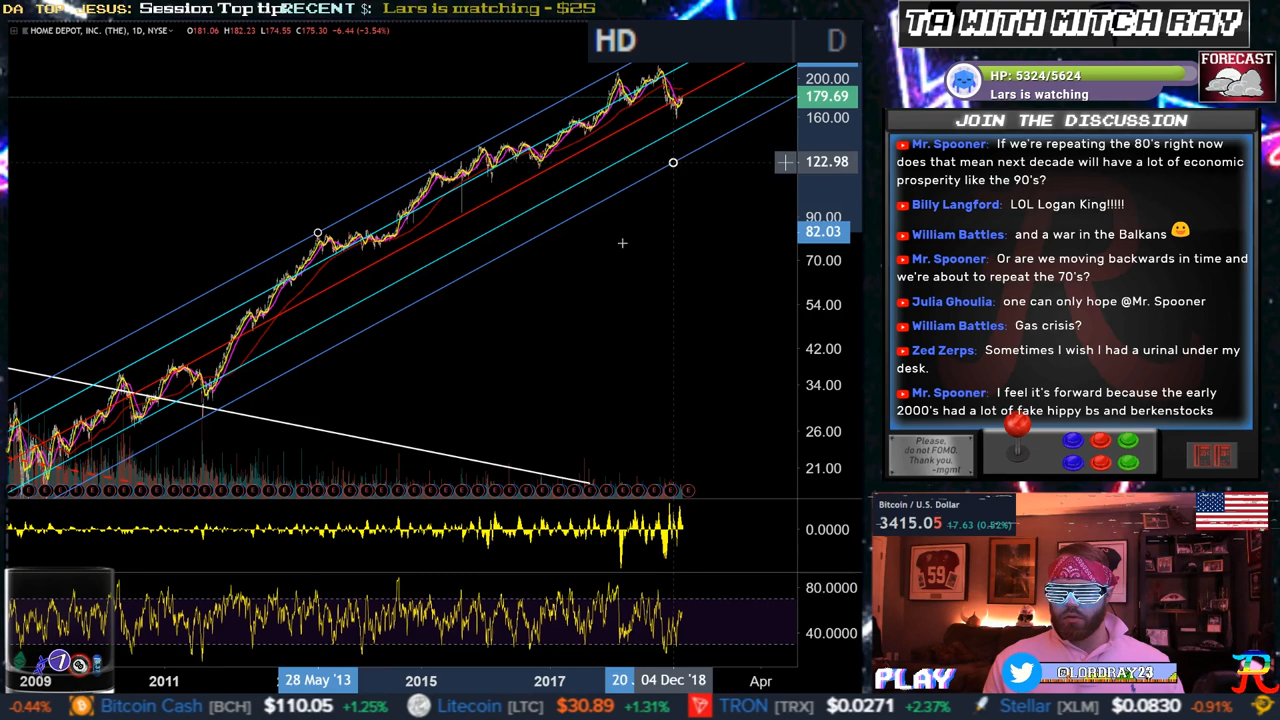 DA TOP JESUS: Session Top Tip RECENT $: Lars is watching - $25
HOME DEPOT, INC. (THE), 1D, NYSE O181.06 H182.23 L174.55 C175.30 -6.44 (-3.54%)
HD D
200.00
179.69
160.00
122.98
90.00
82.03
70.00
54.00
42.00
34.00
26.00
21.00
0.0000
80.0000
40.0000
2009 2011 28 May '13 2015 2017 20 04 Dec '18 Apr
TA WITH MITCH RAY
HP: 5324/5624
Lars is watching
FORECAST
JOIN THE DISCUSSION
Mr. Spooner: If we're repeating the 80's right now
does that mean next decade will have a lot of economic
prosperity like the 90's?
Billy Langford: LOL Logan King!!!!!
William Battles: and a war in the Balkans
Mr. Spooner: Or are we moving backwards in time and
we're about to repeat the 70's?
Julia Ghoulia: one can only hope @Mr. Spooner
William Battles: Gas crisis?
Zed Zerps: Sometimes I wish I had a urinal under my
desk.
Mr. Spooner: I feel it's forward because the early
2000's had a lot of fake hippy bs and berkenstocks
Please,
do not FOMO.
Thank you.
-mgmt
Bitcoin / U.S. Dollar
3415.05 +7.63 (0.52%)
59
PLAY
@LORDRAY23
-0.44% Bitcoin Cash [BCH] $110.05 +1.25% Litecoin [LTC] $30.89 +1.31% TRON [TRX] $0.0271 +2.37% Stellar [XLM] $0.0830 -0.91%